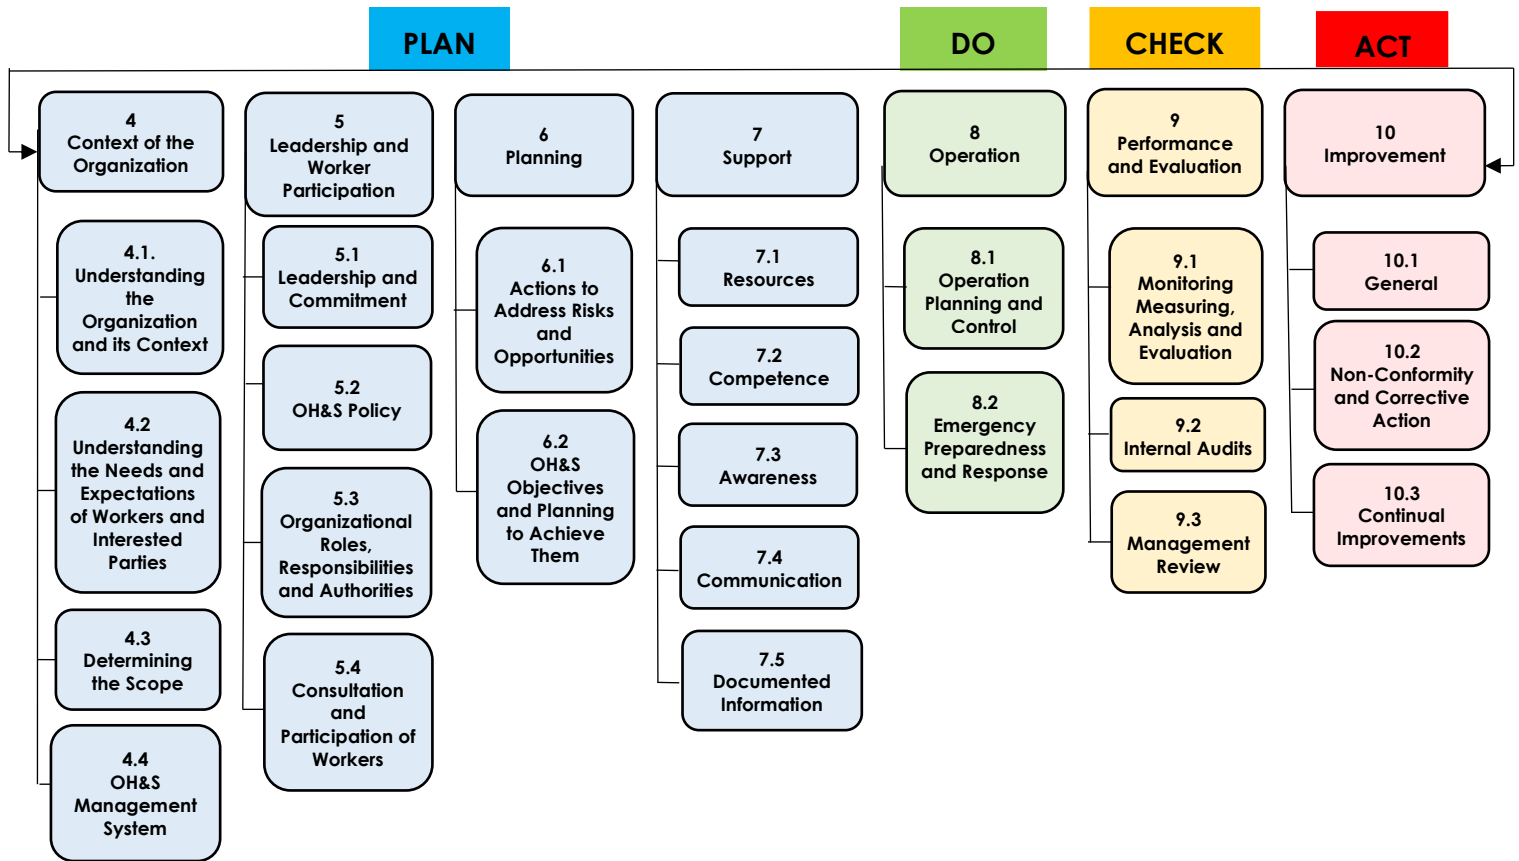 PLAN
DO
CHECK
ACT
4
Context of the
Organization
4.1.
Understanding
the
Organization
and its Context
4.2
Understanding
the Needs and
Expectations
of Workers and
Interested
Parties
4.3
Determining
the Scope
4.4
OH&S
Management
System
5
Leadership and
Worker
Participation
5.1
Leadership and
Commitment
5.2
OH&S Policy
5.3
Organizational
Roles,
Responsibilities
and Authorities
5.4
Consultation
and
Participation of
Workers
6
Planning
6.1
Actions to
Address Risks
and
Opportunities
6.2
OH&S
Objectives
and Planning
to Achieve
Them
7
Support
7.1
Resources
7.2
Competence
7.3
Awareness
7.4
Communication
7.5
Documented
Information
8
Operation
8.1
Operation
Planning and
Control
8.2
Emergency
Preparedness
and Response
9
Performance
and Evaluation
9.1
Monitoring
Measuring,
Analysis and
Evaluation
9.2
Internal Audits
9.3
Management
Review
10
Improvement
10.1
General
10.2
Non-Conformity
and Corrective
Action
10.3
Continual
Improvements